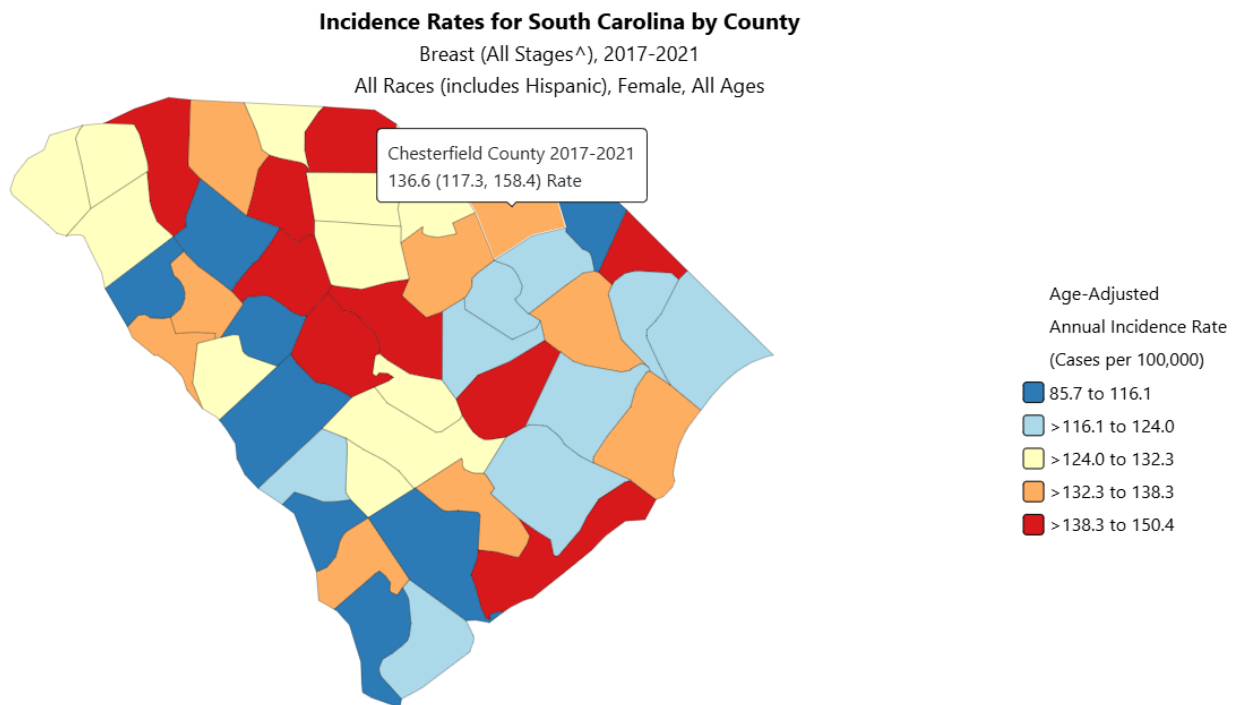 Incidence Rates for South Carolina by County
Breast (All Stages^), 2017-2021
All Races (includes Hispanic), Female, All Ages
Chesterfield County 2017-2021
136.6 (117.3, 158.4) Rate
Age-Adjusted
Annual Incidence Rate
(Cases per 100,000)
85.7 to 116.1
>116.1 to 124.0
>124.0 to 132.3
>132.3 to 138.3
>138.3 to 150.4